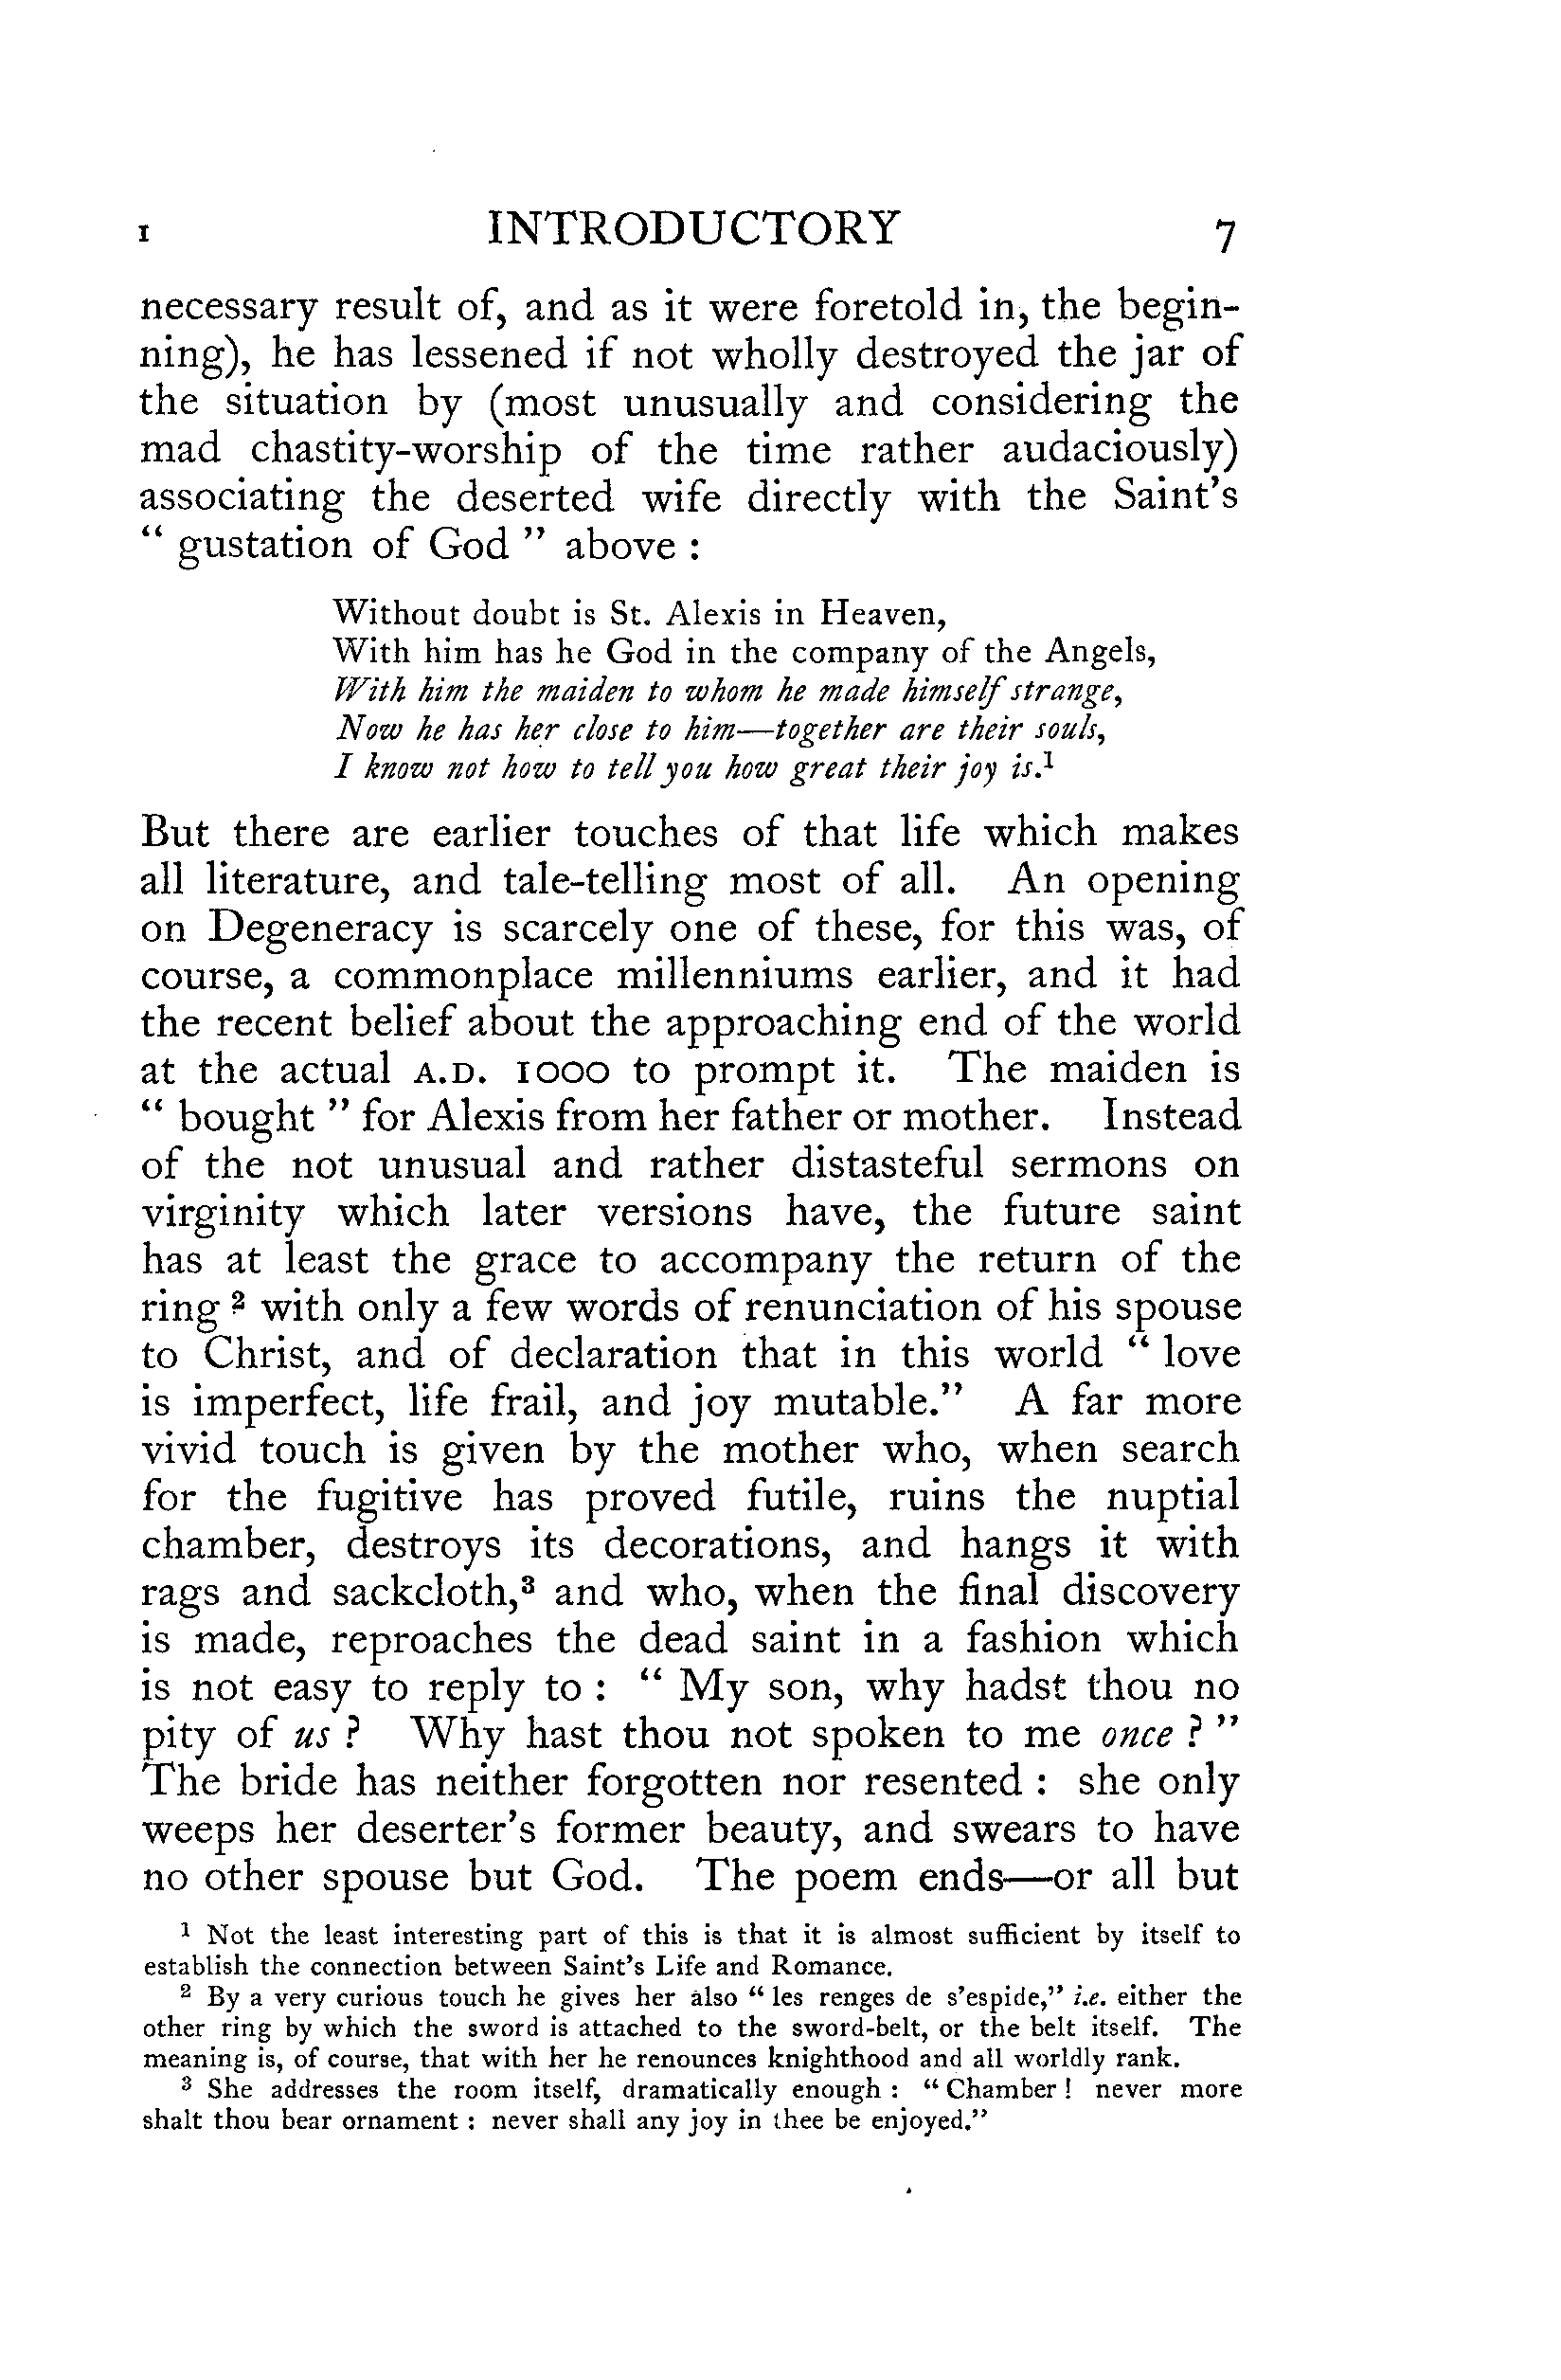 I INTRODUCTORY 7
necessary result of, and as it were foretold in, the begin-
ning), he has lessened if not wholly destroyed the jar of
the situation by (most unusually and considering the
mad chastity-worship of the time rather audaciously)
associating the deserted wife directly with the Saint's
“ gustation of God ” above :
Without doubt is St. Alexis in Heaven,
With him has he God in the company of the Angels,
With him the maiden to whom he made himself strange,
Now he has her close to him—together are their souls,
I know not how to tell you how great their joy is.¹
But there are earlier touches of that life which makes
all literature, and tale-telling most of all. An opening
on Degeneracy is scarcely one of these, for this was, of
course, a commonplace millenniums earlier, and it had
the recent belief about the approaching end of the world
at the actual A.D. 1000 to prompt it. The maiden is
“ bought ” for Alexis from her father or mother. Instead
of the not unusual and rather distasteful sermons on
virginity which later versions have, the future saint
has at least the grace to accompany the return of the
ring ² with only a few words of renunciation of his spouse
to Christ, and of declaration that in this world “ love
is imperfect, life frail, and joy mutable.” A far more
vivid touch is given by the mother who, when search
for the fugitive has proved futile, ruins the nuptial
chamber, destroys its decorations, and hangs it with
rags and sackcloth,³ and who, when the final discovery
is made, reproaches the dead saint in a fashion which
is not easy to reply to : “ My son, why hadst thou no
pity of us ? Why hast thou not spoken to me once ? ”
The bride has neither forgotten nor resented : she only
weeps her deserter's former beauty, and swears to have
no other spouse but God. The poem ends—or all but
¹ Not the least interesting part of this is that it is almost sufficient by itself to
establish the connection between Saint's Life and Romance.
² By a very curious touch he gives her also “ les renges de s'espide,” i.e. either the
other ring by which the sword is attached to the sword-belt, or the belt itself. The
meaning is, of course, that with her he renounces knighthood and all worldly rank.
³ She addresses the room itself, dramatically enough : “ Chamber ! never more
shalt thou bear ornament : never shall any joy in thee be enjoyed.”